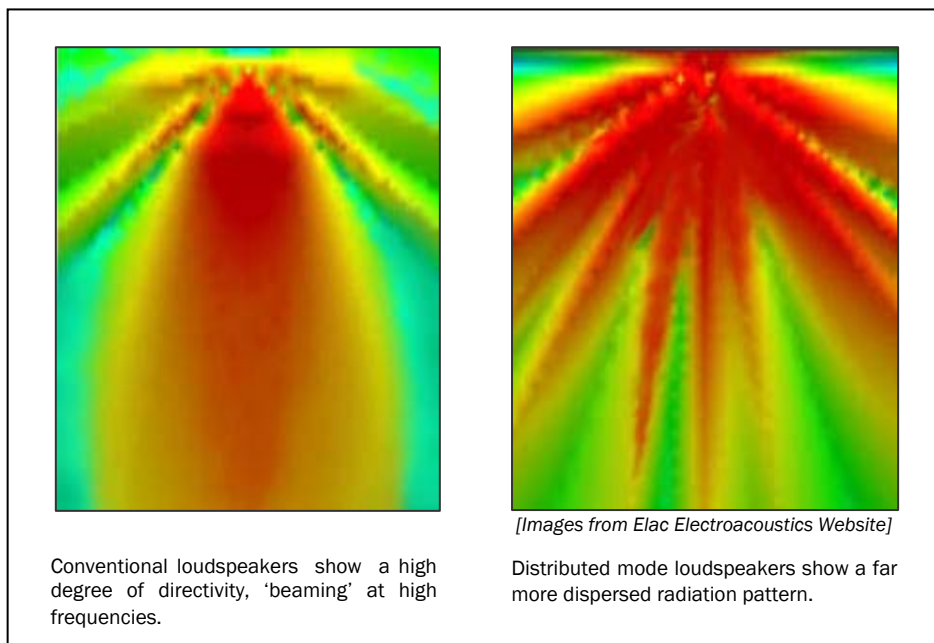 [Images from Elac Electroacoustics Website]
Conventional loudspeakers show a high
degree of directivity, ‘beaming’ at high
frequencies.
Distributed mode loudspeakers show a far
more dispersed radiation pattern.